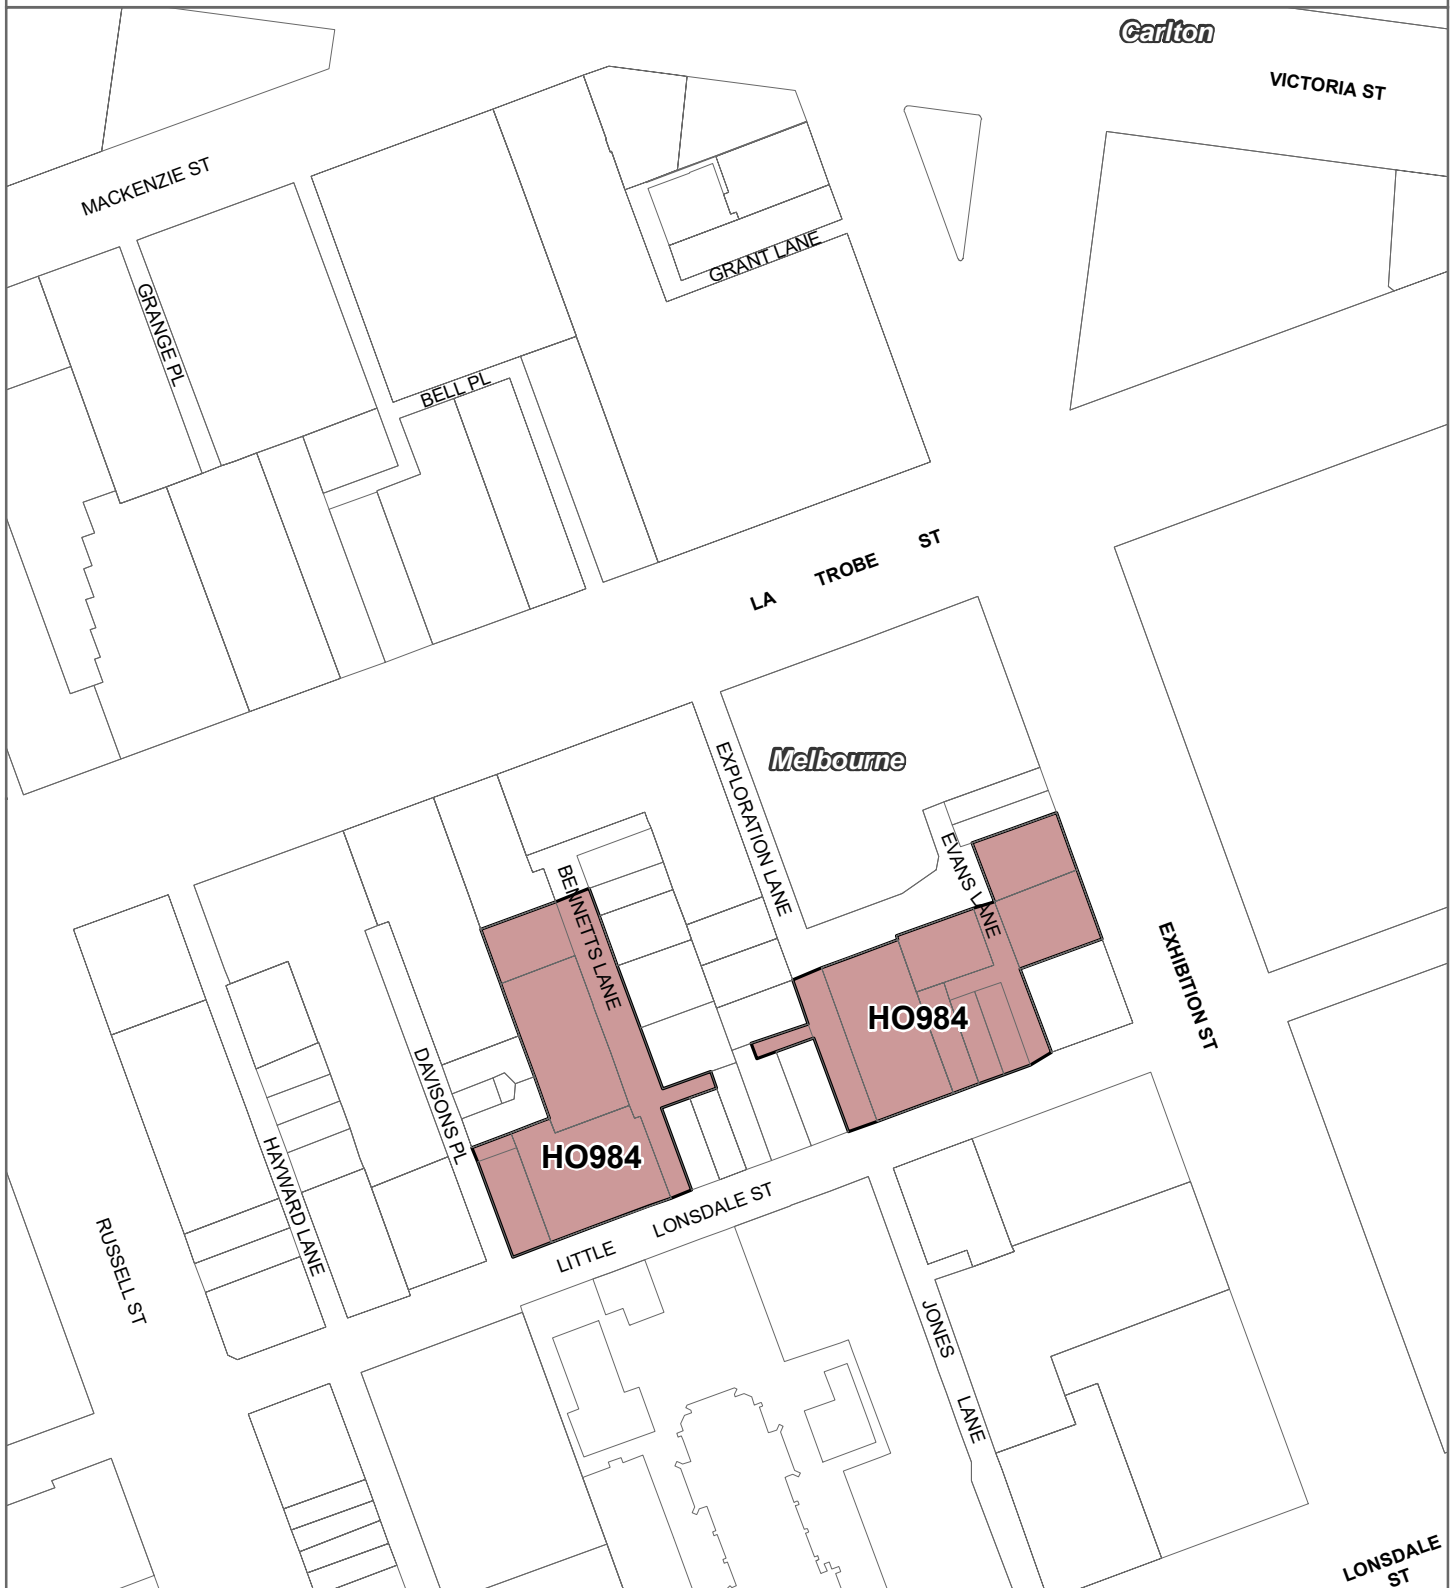 Carlton
VICTORIA ST
MACKENZIE ST
GRANT LANE
GRANGE PL
BELL PL
LA TROBE ST
Melbourne
EXPLORATION LANE
EVANS LANE
BENNETTS LANE
EXHIBITION ST
HO984
DAVISONS PL
HO984
HAYWARD LANE
LITTLE LONSDALE ST
RUSSELL ST
JONES LANE
LONSDALE
ST